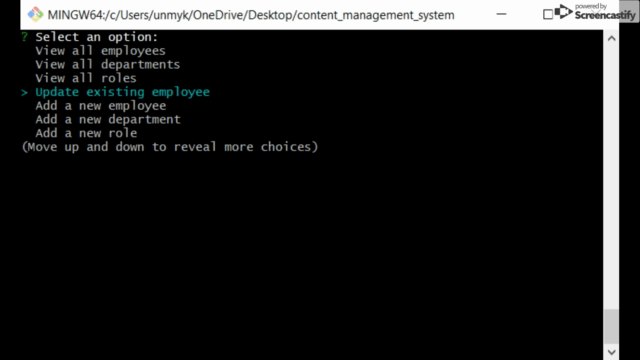 MINGW64:/c/Users/unmyk/OneDrive/Desktop/content_management_system
powered by
Screencastify
? Select an option:
View all employees
View all departments
View all roles
> Update existing employee
Add a new employee
Add a new department
Add a new role
(Move up and down to reveal more choices)